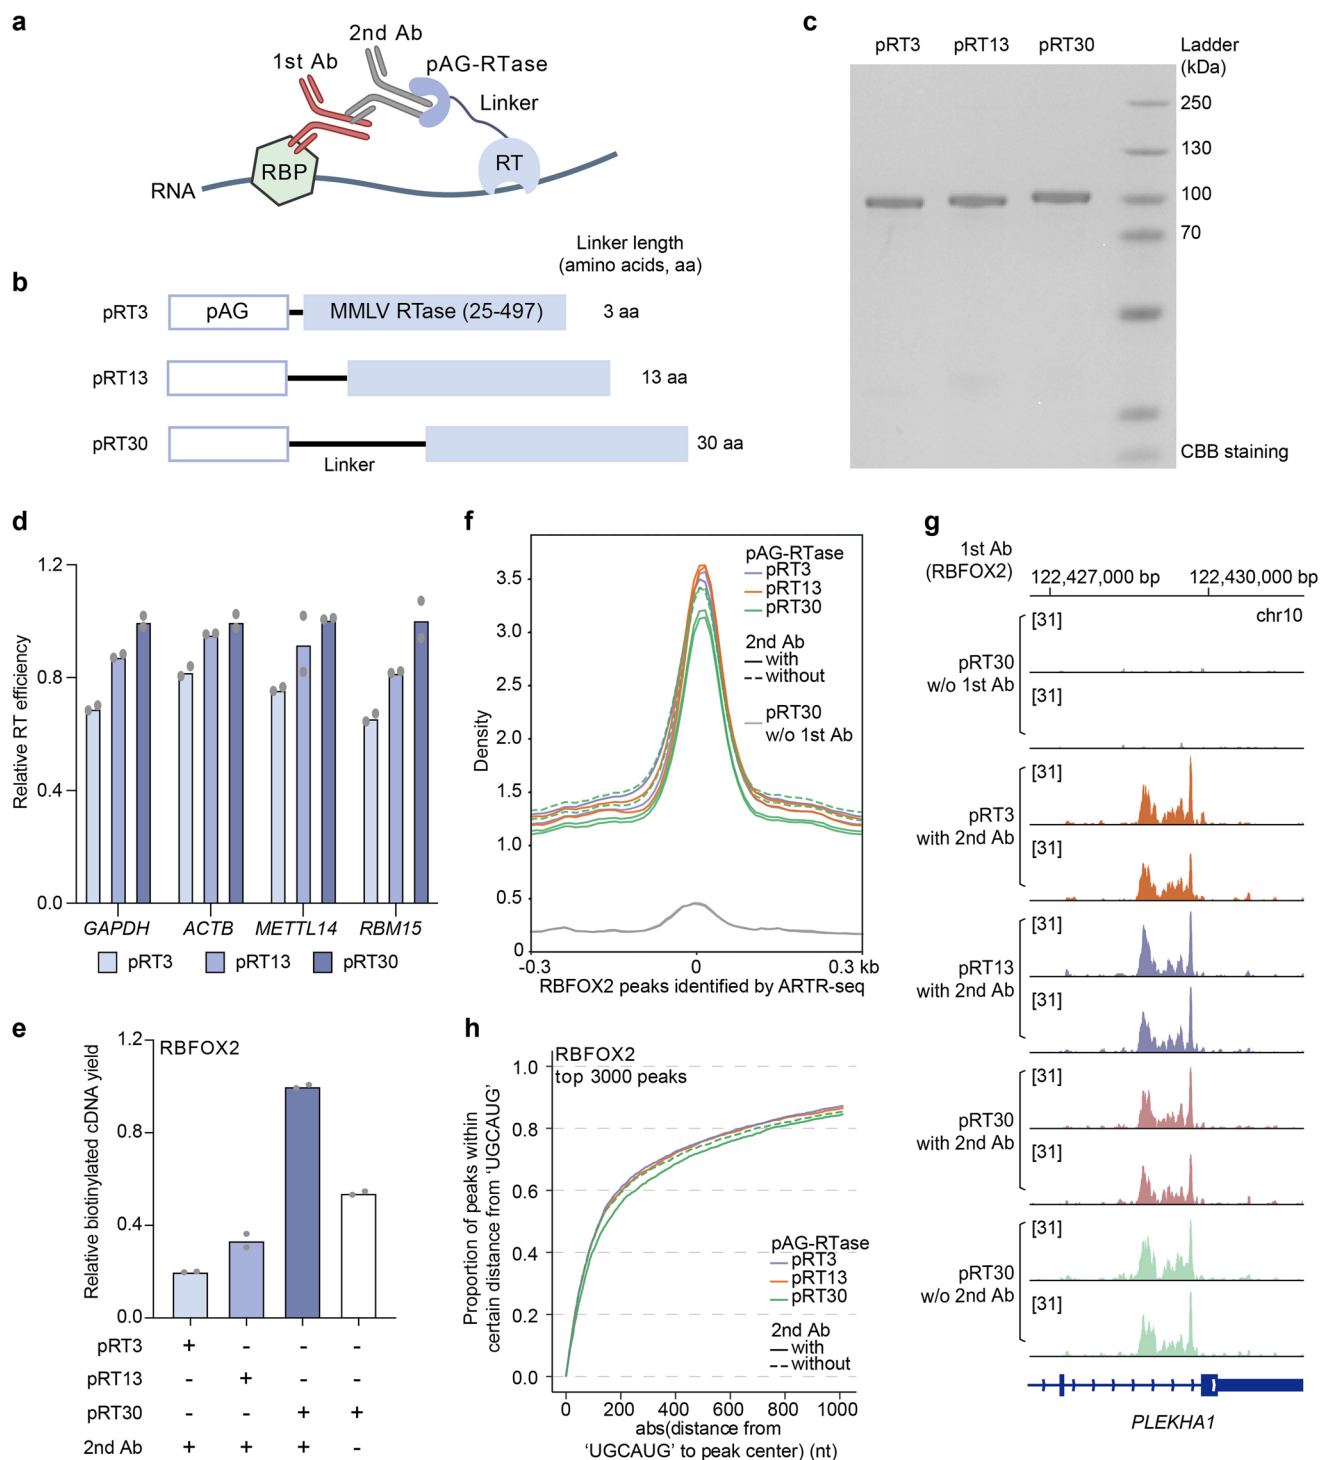 a
2nd Ab
1st Ab
pAG-RTase
Linker
RBP
RT
RNA
b
Linker length
(amino acids, aa)
pRT3
pAG
MMLV RTase (25-497)
3 aa
pRT13
13 aa
pRT30
30 aa
Linker
c
pRT3 pRT13 pRT30 Ladder
(kDa)
250
130
100
70
CBB staining
d
Relative RT efficiency
1.2
0.8
0.4
0.0
GAPDH ACTB METTL14 RBM15
pRT3 pRT13 pRT30
e
Relative biotinylated cDNA yield
RBFOX2
1.2
0.8
0.4
0.0
pRT3 + - - -
pRT13 - + - -
pRT30 - - + +
2nd Ab + + + -
f
Density
3.5
3.0
2.5
2.0
1.5
1.0
0.5
0
pAG-RTase
pRT3
pRT13
pRT30
2nd Ab
with
without
pRT30
w/o 1st Ab
-0.3 0 0.3 kb
RBFOX2 peaks identified by ARTR-seq
g
1st Ab
(RBFOX2)
122,427,000 bp 122,430,000 bp
chr10
[31]
pRT30
w/o 1st Ab
[31]
[31]
pRT3
with 2nd Ab
[31]
[31]
pRT13
with 2nd Ab
[31]
[31]
pRT30
with 2nd Ab
[31]
[31]
pRT30
w/o 2nd Ab
[31]
PLEKHA1
h
Proportion of peaks within
certain distance from ‘UGCAUG’
RBFOX2
top 3000 peaks
1.0
0.8
0.6
0.4
0.2
0.0
pAG-RTase
pRT3
pRT13
pRT30
2nd Ab
with
without
0 200 400 600 800 1000
abs(distance from
‘UGCAUG’ to peak center) (nt)